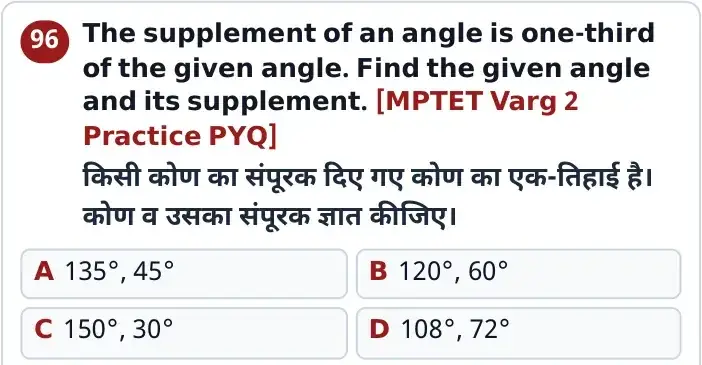 96 The supplement of an angle is one-third
of the given angle. Find the given angle
and its supplement. [MPTET Varg 2
Practice PYQ]
किसी कोण का संपूरक दिए गए कोण का एक-तिहाई है।
कोण व उसका संपूरक ज्ञात कीजिए।
A 135°, 45°
B 120°, 60°
C 150°, 30°
D 108°, 72°